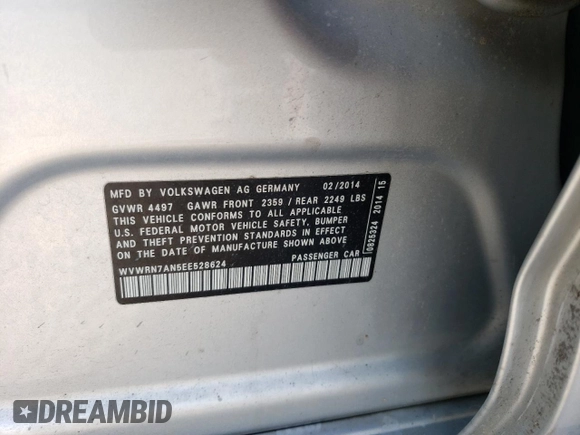 MFD BY VOLKSWAGEN AG GERMANY 02/2014
GVWR 4497 GAWR FRONT 2359 / REAR 2249 LBS
THIS VEHICLE CONFORMS TO ALL APPLICABLE
U.S. FEDERAL MOTOR VEHICLE SAFETY, BUMPER
AND THEFT PREVENTION STANDARDS IN EFFECT
ON THE DATE OF MANUFACTURE SHOWN ABOVE
WVWRN7AN5EE528624 PASSENGER CAR
0825324 2014 15
DREAMBID